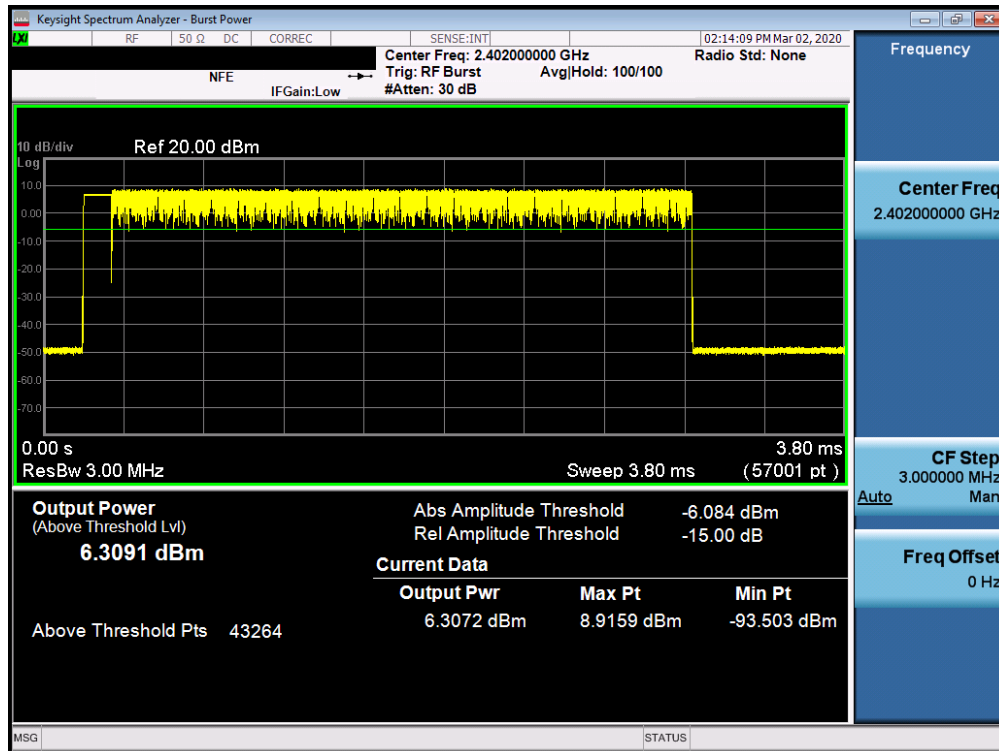 Keysight Spectrum Analyzer - Burst Power
LXI RF 50 Ω DC CORREC SENSE:INT 02:14:09 PM Mar 02, 2020
Center Freq: 2.402000000 GHz Radio Std: None
NFE Trig: RF Burst Avg|Hold: 100/100
IFGain:Low #Atten: 30 dB
Frequency
10 dB/div Ref 20.00 dBm
Log
10.0
0.00
-10.0
-20.0
-30.0
-40.0
-50.0
-60.0
-70.0
0.00 s 3.80 ms
ResBw 3.00 MHz Sweep 3.80 ms (57001 pt)
Output Power
(Above Threshold Lvl)
6.3091 dBm
Above Threshold Pts 43264
Abs Amplitude Threshold -6.084 dBm
Rel Amplitude Threshold -15.00 dB
Current Data
Output Pwr Max Pt Min Pt
6.3072 dBm 8.9159 dBm -93.503 dBm
Center Freq
2.402000000 GHz
CF Step
3.000000 MHz
Auto Man
Freq Offset
0 Hz
MSG STATUS